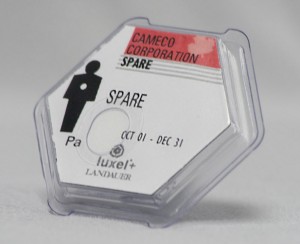 CAMECO
CORPORATION
SPARE
SPARE
OCT 01 - DEC 31
Pa
luxel+
LANDAUER